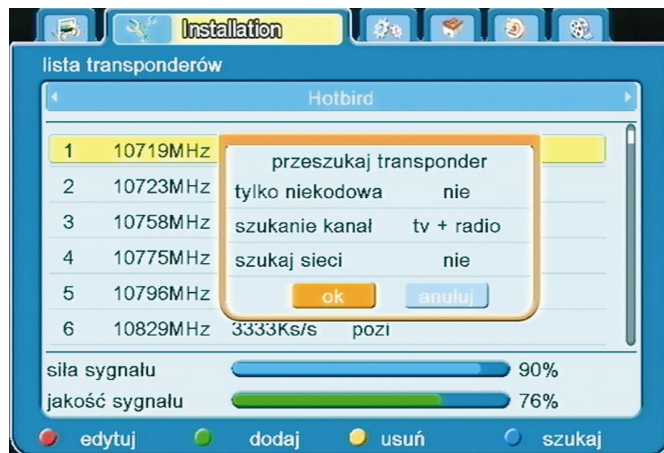 Installation
lista transponderów
Hotbird
1 10719MHz
2 10723MHz
3 10758MHz
4 10775MHz
5 10796MHz
6 10829MHz 3333Ks/s pozi
przeszukaj transponder
tylko niekodowa nie
szukanie kanał tv + radio
szukaj sieci nie
ok anuluj
siła sygnału 90%
jakość sygnału 76%
edytuj dodaj usuń szukaj